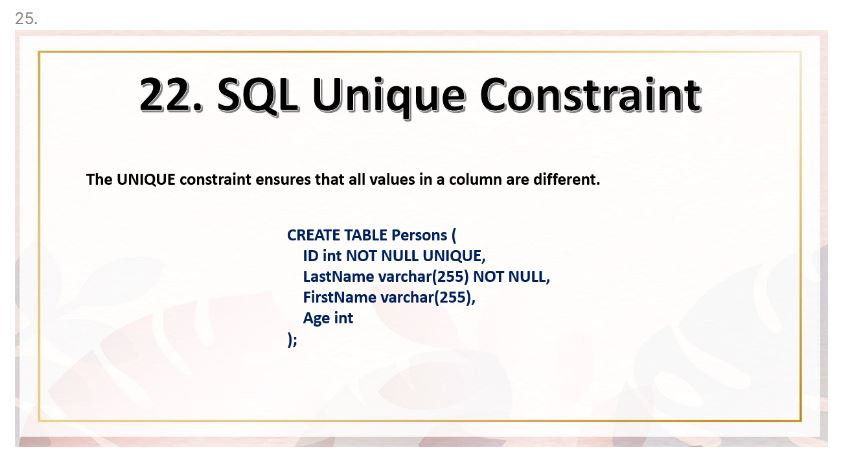 25.
22. SQL Unique Constraint
The UNIQUE constraint ensures that all values in a column are different.
CREATE TABLE Persons (
ID int NOT NULL UNIQUE,
LastName varchar(255) NOT NULL,
FirstName varchar(255),
Age int
);